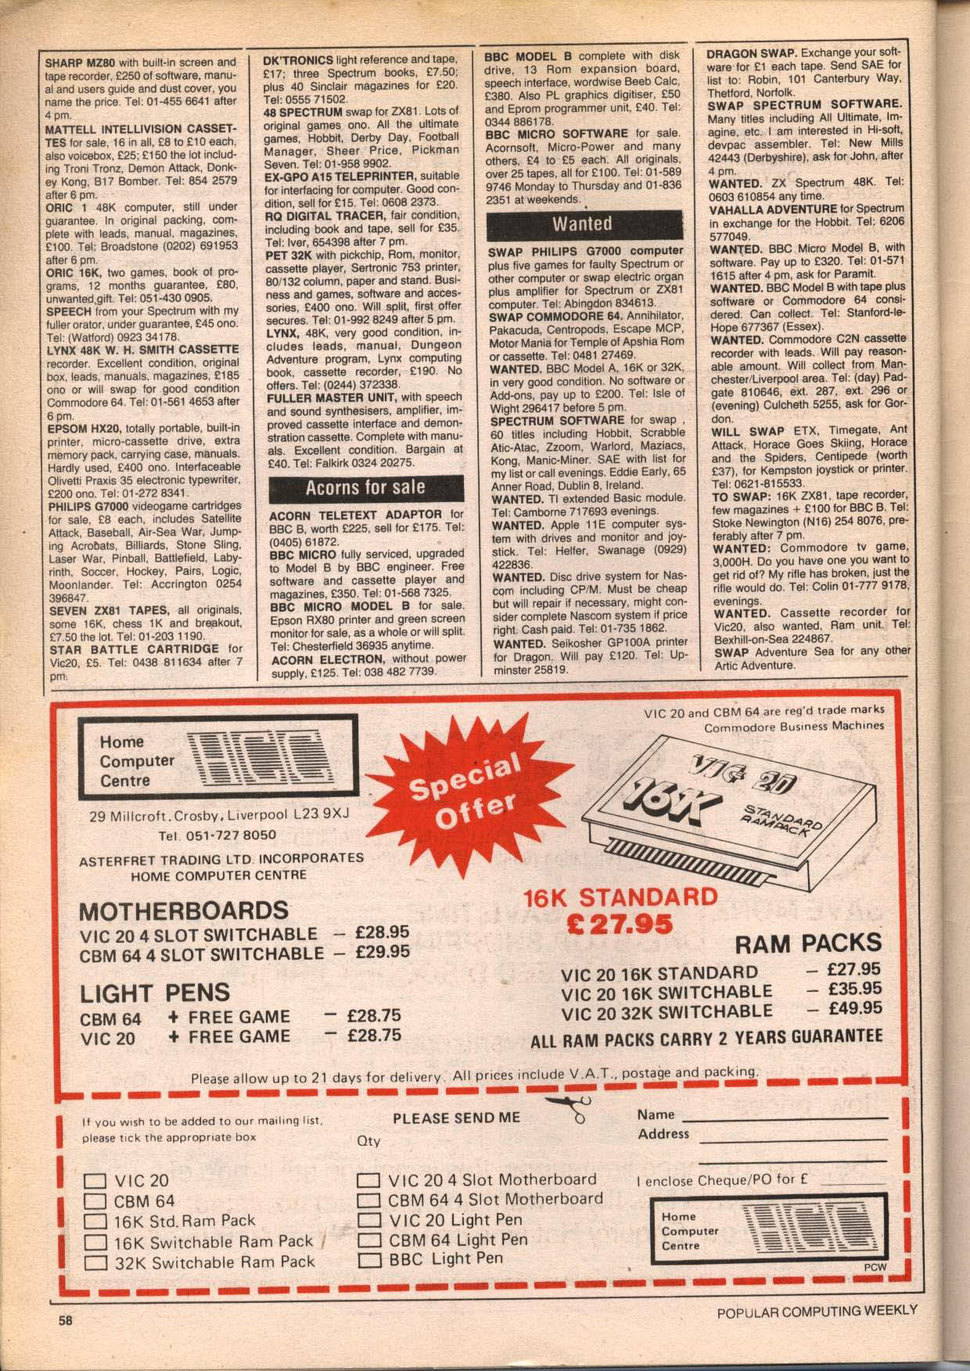 SHARP MZ80 with built-in screen and
tape recorder, £250 of software, manu-
al and users guide and dust cover, you
name the price. Tel: 01-455 6641 after
4 pm.
MATTELL INTELLIVISION CASSET-
TES for sale, 16 in all, £8 to £10 each,
also voicebox, £25; £150 the lot includ-
ing Troni Tronz, Demon Attack, Donk-
ey Kong, B17 Bomber. Tel: 854 2579
after 6 pm.
ORIC 1 48K computer, still under
guarantee. In original packing, com-
plete with leads, manual, magazines,
£100. Tel: Broadstone (0202) 691953
after 6 pm.
ORIC 16K, two games, book of pro-
grams, 12 months guarantee, £80,
unwanted gift. Tel: 051-430 0905.
SPEECH from your Spectrum with my
fuller orator, under guarantee, £45 ono.
Tel: (Watford) 0923 34178.
LYNX 48K W. H. SMITH CASSETTE
recorder. Excellent condition, original
box, leads, manuals, magazines, £185
ono or will swap for good condition
Commodore 64. Tel: 01-561 4653 after
6 pm.
EPSOM HX20, totally portable, built-in
printer, micro-cassette drive, extra
memory pack, carrying case, manuals.
Hardly used, £400 ono. Interfaceable
Olivetti Praxis 35 electronic typewriter,
£200 ono. Tel: 01-272 8341.
PHILIPS G7000 videogame cartridges
for sale, £8 each, includes Satellite
Attack, Baseball, Air-Sea War, Jump-
ing Acrobats, Billiards, Stone Sling,
Laser War, Pinball, Battlefield, Laby-
rinth, Soccer, Hockey, Pairs, Logic,
Moonlander. Tel: Accrington 0254
396847.
SEVEN ZX81 TAPES, all originals,
some 16K, chess 1K and breakout,
£7.50 the lot. Tel: 01-203 1190.
STAR BATTLE CARTRIDGE for
Vic20, £5. Tel: 0438 811634 after 7
pm.
DK'TRONICS light reference and tape,
£17; three Spectrum books, £7.50;
plus 40 Sinclair magazines for £20.
Tel: 0555 71502.
48 SPECTRUM swap for ZX81. Lots of
original games ono. All the ultimate
games, Hobbit, Derby Day, Football
Manager, Sheer Price, Pickman
Seven. Tel: 01-958 9902.
EX-GPO A15 TELEPRINTER, suitable
for interfacing for computer. Good con-
dition, sell for £15. Tel: 0608 2373.
RQ DIGITAL TRACER, fair condition,
including book and tape, sell for £35.
Tel: Iver, 654398 after 7 pm.
PET 32K with pickchip, Rom, monitor,
cassette player, Sertronic 753 printer,
80/132 column, paper and stand. Busi-
ness and games, software and acces-
sories, £400 ono. Will split, first offer
secures. Tel: 01-992 8249 after 5 pm.
LYNX, 48K, very good condition, in-
cludes leads, manual, Dungeon
Adventure program, Lynx computing
book, cassette recorder, £190. No
offers. Tel: (0244) 372338.
FULLER MASTER UNIT, with speech
and sound synthesisers, amplifier, im-
proved cassette interface and demon-
stration cassette. Complete with manu-
als. Excellent condition. Bargain at
£40. Tel: Falkirk 0324 20275.
Acorns for sale
ACORN TELETEXT ADAPTOR for
BBC B, worth £225, sell for £175. Tel:
(0405) 61872.
BBC MICRO fully serviced, upgraded
to Model B by BBC engineer. Free
software and cassette player and
magazines, £350. Tel: 01-568 7325.
BBC MICRO MODEL B for sale.
Epson RX80 printer and green screen
monitor for sale, as a whole or will split.
Tel: Chesterfield 36935 anytime.
ACORN ELECTRON, without power
supply, £125. Tel: 038 482 7739.
BBC MODEL B complete with disk
drive, 13 Rom expansion board,
speech interface, wordwise Beeb Calc,
£380. Also PL graphics digitiser, £50
and Eprom programmer unit, £40. Tel:
0344 886178.
BBC MICRO SOFTWARE for sale.
Acornsoft, Micro-Power and many
others, £4 to £5 each. All originals,
over 25 tapes, all for £100. Tel: 01-589
9746 Monday to Thursday and 01-836
2351 at weekends.
Wanted
SWAP PHILIPS G7000 computer
plus five games for faulty Spectrum or
other computer or swap electric organ
plus amplifier for Spectrum or ZX81
computer. Tel: Abingdon 834613.
SWAP COMMODORE 64. Annihilator,
Pakacuda, Centropods, Escape MCP,
Motor Mania for Temple of Apshia Rom
or cassette. Tel: 0481 27469.
WANTED. BBC Model A, 16K or 32K,
in very good condition. No software or
Add-ons, pay up to £200. Tel: Isle of
Wight 296417 before 5 pm.
SPECTRUM SOFTWARE for swap ,
60 titles including Hobbit, Scrabble
Atic-Atac, Zzoom, Warlord, Maziacs,
Kong, Manic-Miner. SAE with list for
my list or call evenings. Eddie Early, 65
Anner Road, Dublin 8, Ireland.
WANTED. TI extended Basic module.
Tel: Camborne 717693 evenings.
WANTED. Apple 11E computer sys-
tem with drives and monitor and joy-
stick. Tel: Helfer, Swanage (0929)
422836.
WANTED. Disc drive system for Nas-
com including CP/M. Must be cheap
but will repair if necessary, might con-
sider complete Nascom system if price
right. Cash paid. Tel: 01-735 1862.
WANTED. Seikosher GP100A printer
for Dragon. Will pay £120. Tel: Up-
minster 25819.
DRAGON SWAP. Exchange your soft-
ware for £1 each tape. Send SAE for
list to: Robin, 101 Canterbury Way,
Thetford, Norfolk.
SWAP SPECTRUM SOFTWARE.
Many titles including All Ultimate, Im-
agine, etc. I am interested in Hi-soft,
devpac assembler. Tel: New Mills
42443 (Derbyshire), ask for John, after
4 pm.
WANTED. ZX Spectrum 48K. Tel:
0603 610854 any time.
VAHALLA ADVENTURE for Spectrum
in exchange for the Hobbit. Tel: 6206
577049.
WANTED. BBC Micro Model B, with
software. Pay up to £320. Tel: 01-571
1615 after 4 pm, ask for Paramit.
WANTED. BBC Model B with tape plus
software or Commodore 64 consi-
dered. Can collect. Tel: Stanford-le-
Hope 677367 (Essex).
WANTED. Commodore C2N cassette
recorder with leads. Will pay reason-
able amount. Will collect from Man-
chester/Liverpool area. Tel: (day) Pad-
gate 810646, ext. 287, ext. 296 or
(evening) Culcheth 5255, ask for Gor-
don.
WILL SWAP ETX, Timegate, Ant
Attack, Horace Goes Skiing, Horace
and the Spiders, Centipede (worth
£37), for Kempston joystick or printer.
Tel: 0621-815533.
TO SWAP: 16K ZX81, tape recorder,
few magazines + £100 for BBC B. Tel:
Stoke Newington (N16) 254 8076, pre-
ferably after 7 pm.
WANTED: Commodore tv game,
3,000H. Do you have one you want to
get rid of? My rifle has broken, just the
rifle would do. Tel: Colin 01-777 9178,
evenings.
WANTED. Cassette recorder for
Vic20, also wanted, Ram unit. Tel:
Bexhill-on-Sea 224867.
SWAP Adventure Sea for any other
Artic Adventure.
Home
Computer
Centre
HCC
29 Millcroft, Crosby, Liverpool L23 9XJ
Tel. 051-727 8050
ASTERFRET TRADING LTD. INCORPORATES
HOME COMPUTER CENTRE
Special
Offer
VIC 20 and CBM 64 are reg'd trade marks
Commodore Business Machines
VIC 20
16K
STANDARD
RAMPACK
16K STANDARD
£27.95
MOTHERBOARDS
VIC 20 4 SLOT SWITCHABLE – £28.95
CBM 64 4 SLOT SWITCHABLE – £29.95
LIGHT PENS
CBM 64 + FREE GAME – £28.75
VIC 20 + FREE GAME – £28.75
RAM PACKS
VIC 20 16K STANDARD – £27.95
VIC 20 16K SWITCHABLE – £35.95
VIC 20 32K SWITCHABLE – £49.95
ALL RAM PACKS CARRY 2 YEARS GUARANTEE
Please allow up to 21 days for delivery. All prices include V.A.T., postage and packing.
If you wish to be added to our mailing list,
please tick the appropriate box
VIC 20
CBM 64
16K Std. Ram Pack
16K Switchable Ram Pack
32K Switchable Ram Pack
PLEASE SEND ME
Qty
VIC 20 4 Slot Motherboard
CBM 64 4 Slot Motherboard
VIC 20 Light Pen
CBM 64 Light Pen
BBC Light Pen
Name
Address
I enclose Cheque/PO for £
Home
Computer
Centre
HCC
PCW
58
POPULAR COMPUTING WEEKLY